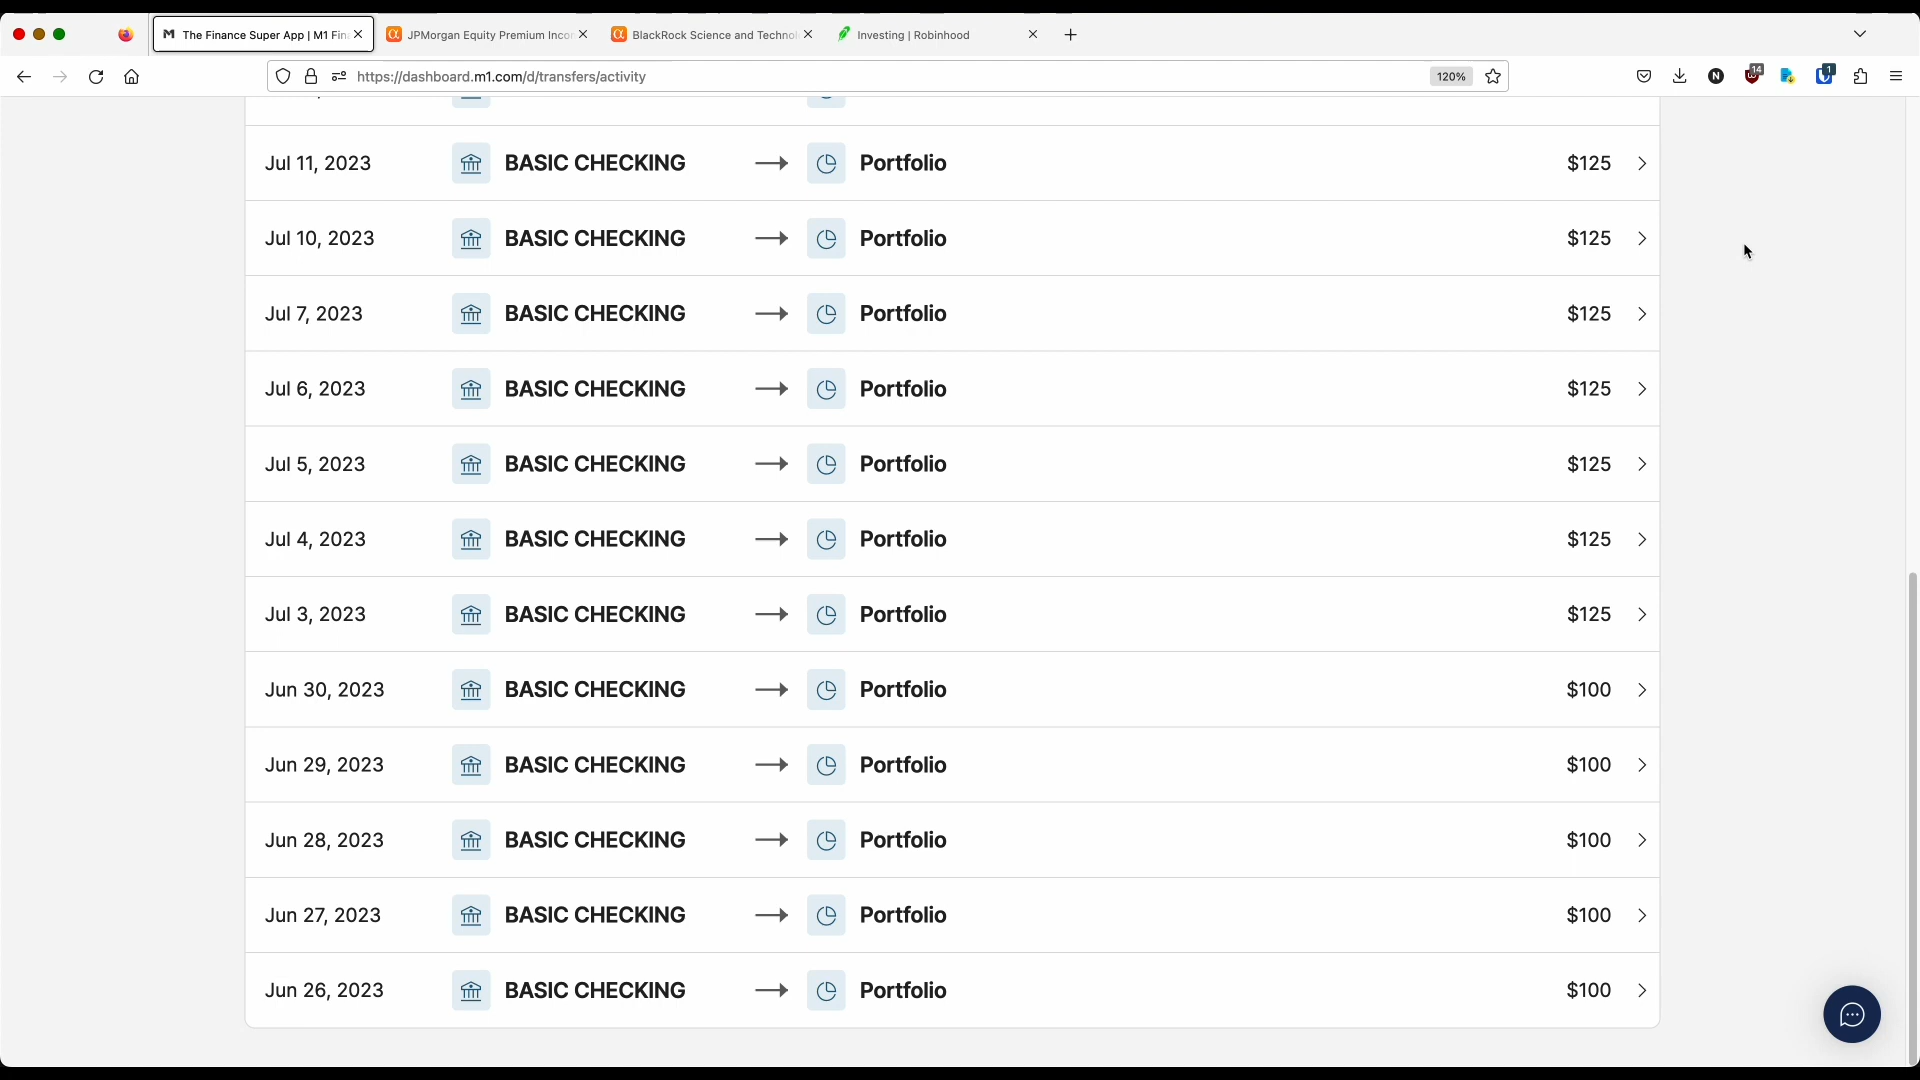 The Finance Super App | M1 Fin
JPMorgan Equity Premium Inco
BlackRock Science and Technol
Investing | Robinhood
https://dashboard.m1.com/d/transfers/activity
120%
N
14
1
Jul 11, 2023 BASIC CHECKING Portfolio $125
Jul 10, 2023 BASIC CHECKING Portfolio $125
Jul 7, 2023 BASIC CHECKING Portfolio $125
Jul 6, 2023 BASIC CHECKING Portfolio $125
Jul 5, 2023 BASIC CHECKING Portfolio $125
Jul 4, 2023 BASIC CHECKING Portfolio $125
Jul 3, 2023 BASIC CHECKING Portfolio $125
Jun 30, 2023 BASIC CHECKING Portfolio $100
Jun 29, 2023 BASIC CHECKING Portfolio $100
Jun 28, 2023 BASIC CHECKING Portfolio $100
Jun 27, 2023 BASIC CHECKING Portfolio $100
Jun 26, 2023 BASIC CHECKING Portfolio $100